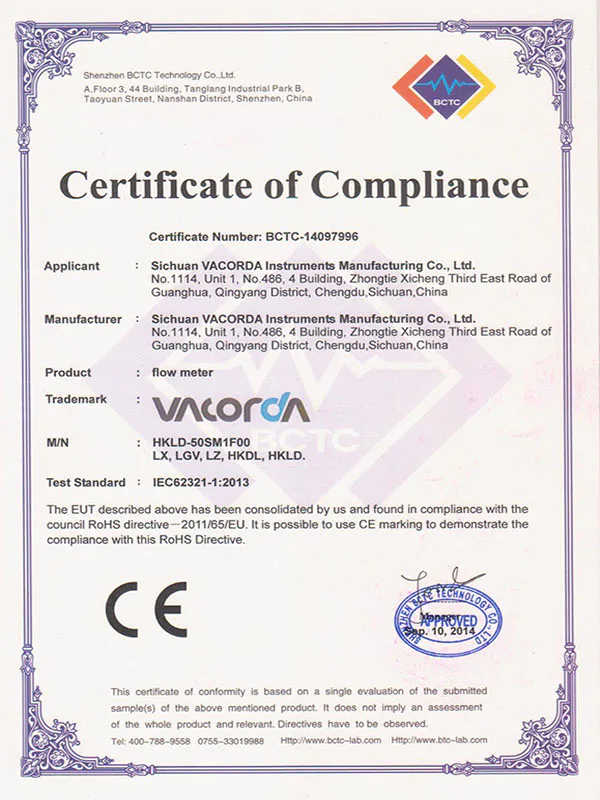 Shenzhen BCTC Technology Co.,Ltd.
A.Floor 3, 44 Building, Tanglang Industrial Park B,
Taoyuan Street, Nanshan District, Shenzhen, China
BCTC
Certificate of Compliance
Certificate Number: BCTC-14097996
Applicant : Sichuan VACORDA Instruments Manufacturing Co., Ltd.
No.1114, Unit 1, No.486, 4 Building, Zhongtie Xicheng Third East Road of
Guanghua, Qingyang District, Chengdu,Sichuan,China
Manufacturer : Sichuan VACORDA Instruments Manufacturing Co., Ltd.
No.1114, Unit 1, No.486, 4 Building, Zhongtie Xicheng Third East Road of
Guanghua, Qingyang District, Chengdu,Sichuan,China
Product : flow meter
Trademark : VACORDA
BCTC
M/N : HKLD-50SM1F00
LX, LGV, LZ, HKDL, HKLD.
Test Standard : IEC62321-1:2013
The EUT described above has been consolidated by us and found in compliance with the
council RoHS directive－2011/65/EU. It is possible to use CE marking to demonstrate the
compliance with this RoHS Directive.
CE
SHENZHEN BCTC TECHNOLOGY CO., LTD
APPROVED
Sep. 10, 2014
This certificate of conformity is based on a single evaluation of the submitted
sample(s) of the above mentioned product. It does not imply an assessment
of the whole product and relevant. Directives have to be observed.
Tel: 400-788-9558 0755-33019988 Http://www.bctc-lab.com Http://www.btc-lab.com